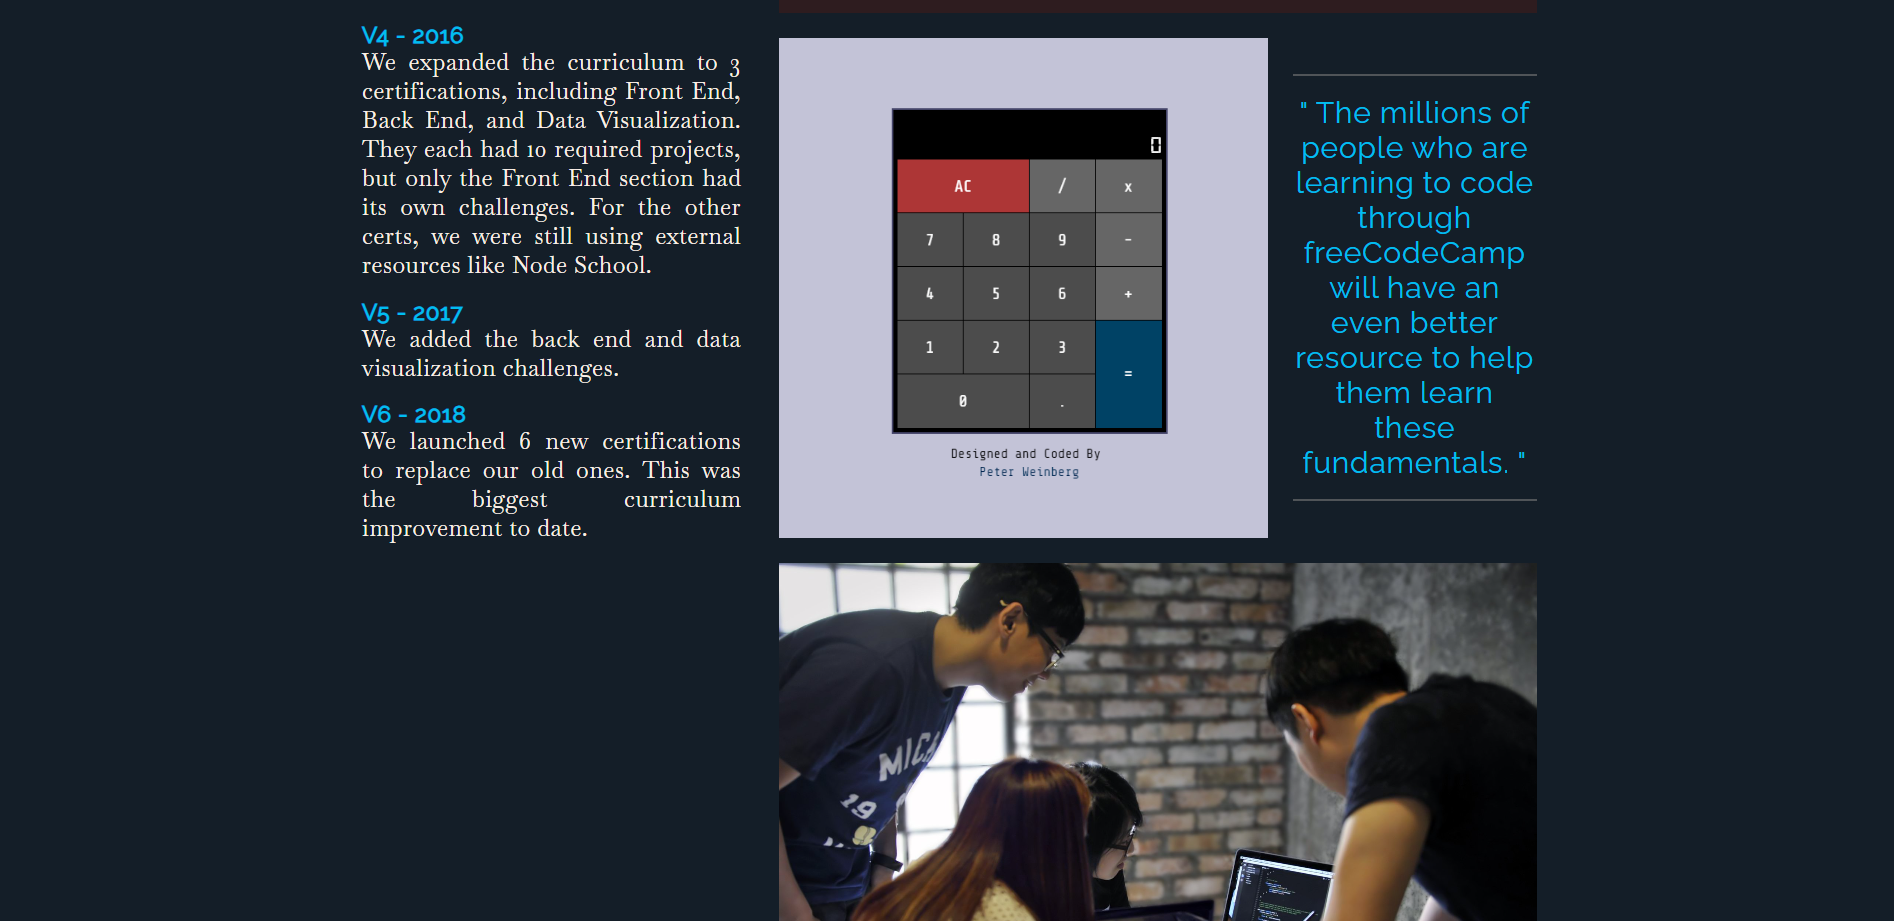 V4 - 2016
We expanded the curriculum to 3
certifications, including Front End,
Back End, and Data Visualization.
They each had 10 required projects,
but only the Front End section had
its own challenges. For the other
certs, we were still using external
resources like Node School.
V5 - 2017
We added the back end and data
visualization challenges.
V6 - 2018
We launched 6 new certifications
to replace our old ones. This was
the biggest curriculum
improvement to date.
0
AC / x
7 8 9 -
4 5 6 +
1 2 3
=
0 .
Designed and Coded By
Peter Weinberg
" The millions of
people who are
learning to code
through
freeCodeCamp
will have an
even better
resource to help
them learn
these
fundamentals. "
19